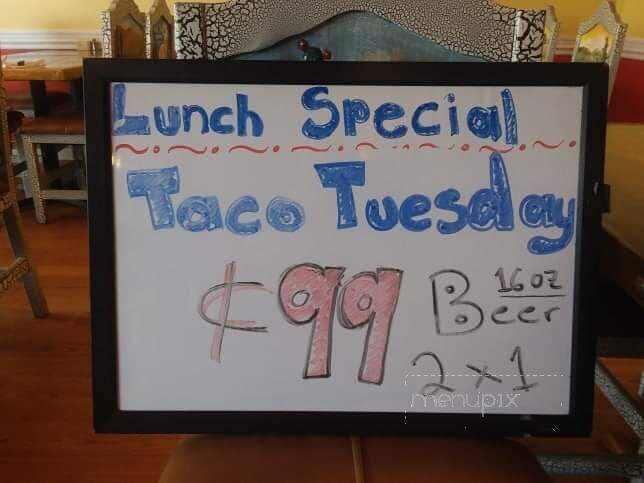 Lunch Special
Taco Tuesday
¢99
16oz
Beer
2x1
menupix